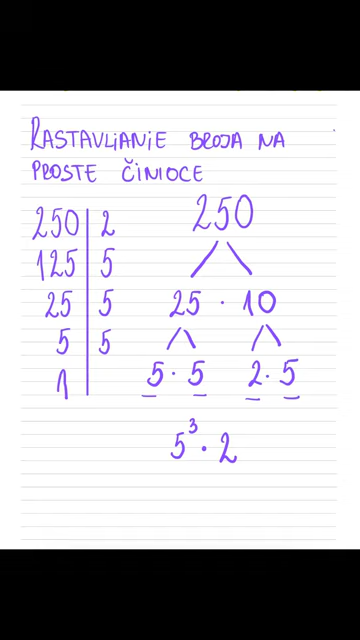 RASTAVLJANJE BROJA NA
PROSTE ČINIOCE
250 | 2
125 | 5
25 | 5
5 | 5
1
250
25 · 10
5 · 5 2 · 5
5³ · 2